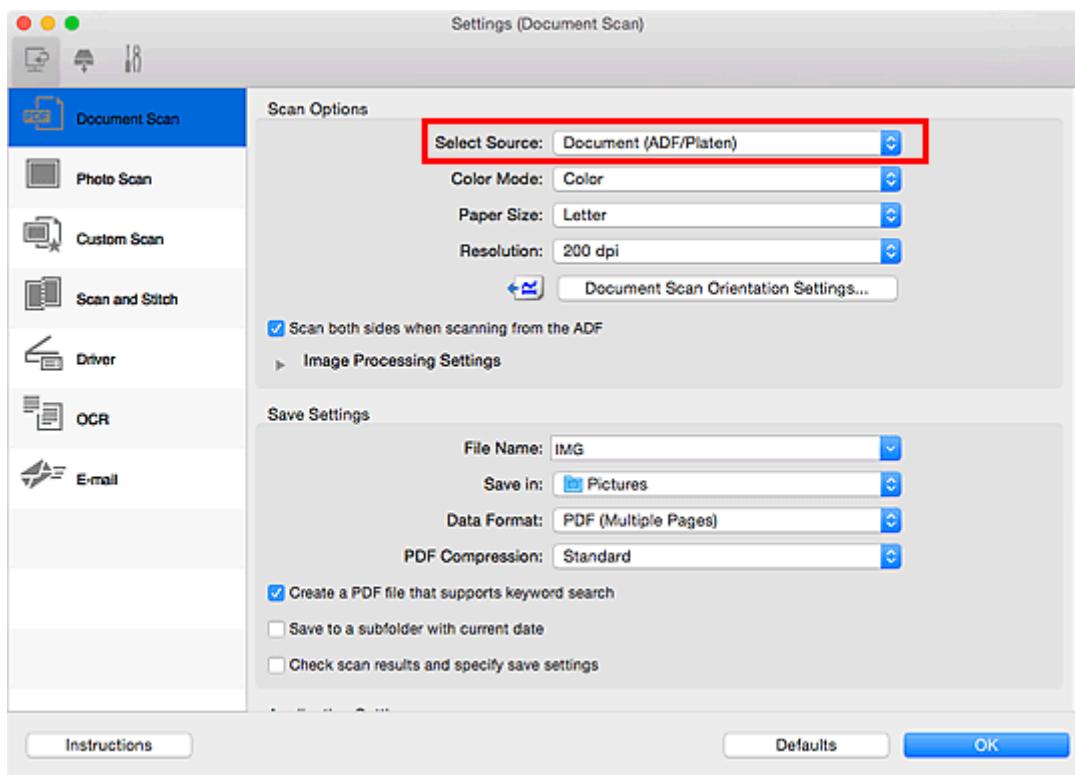 Settings (Document Scan)
PDF
Document Scan
Photo Scan
Custom Scan
Scan and Stitch
Driver
OCR
E-mail
Scan Options
Select Source: Document (ADF/Platen)
Color Mode: Color
Paper Size: Letter
Resolution: 200 dpi
Document Scan Orientation Settings...
Scan both sides when scanning from the ADF
Image Processing Settings
Save Settings
File Name: IMG
Save in: Pictures
Data Format: PDF (Multiple Pages)
PDF Compression: Standard
Create a PDF file that supports keyword search
Save to a subfolder with current date
Check scan results and specify save settings
Instructions
Defaults
OK